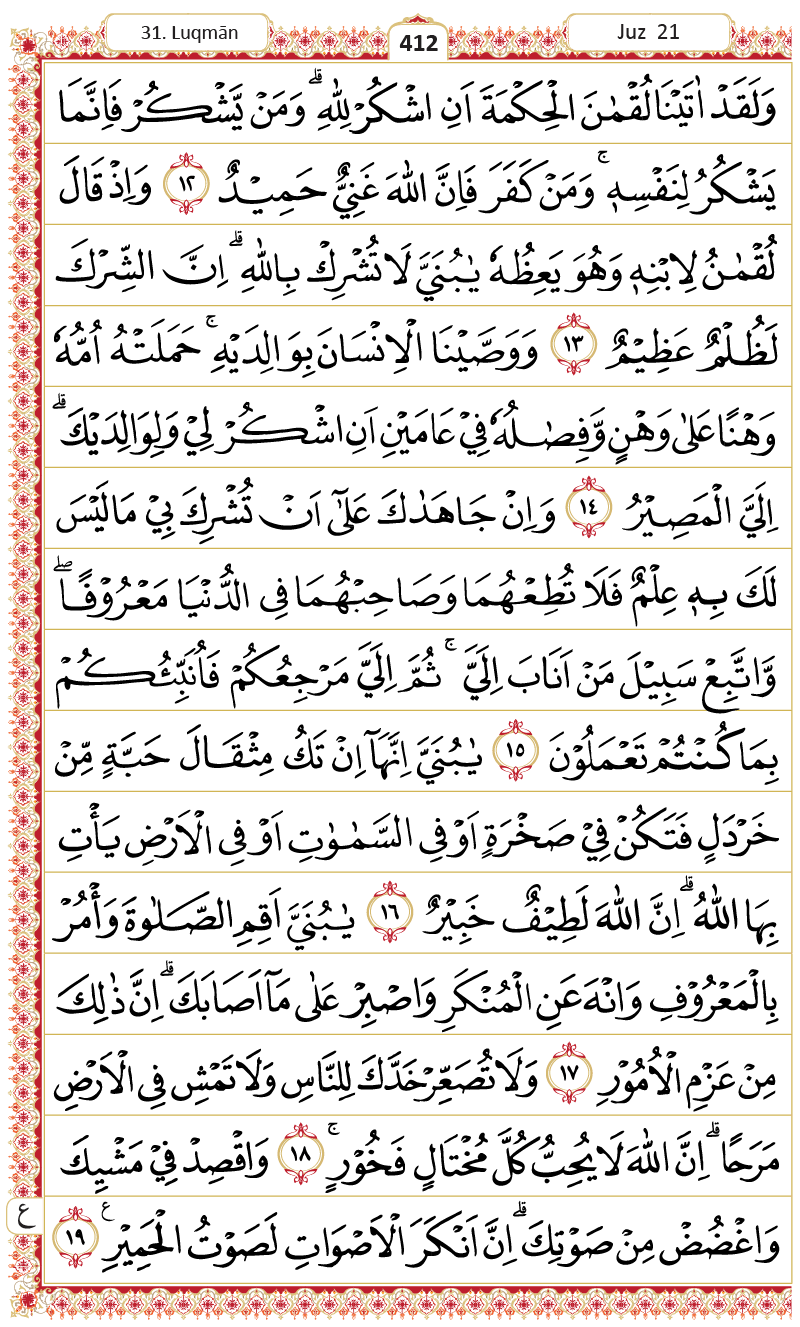 31. Luqmān
412
Juz 21
وَلَقَدْ اٰتَيْنَا لُقْمٰنَ الْحِكْمَةَ اَنِ اشْكُرْ لِلّٰهِ ۗ وَمَنْ يَّشْكُرْ فَاِنَّمَا
يَشْكُرُ لِنَفْسِهٖ ۚ وَمَنْ كَفَرَ فَاِنَّ اللّٰهَ غَنِيٌّ حَمِيْدٌ ١٢ وَاِذْ قَالَ
لُقْمٰنُ لِابْنِهٖ وَهُوَ يَعِظُهٗ يٰبُنَيَّ لَا تُشْرِكْ بِاللّٰهِ ۗ اِنَّ الشِّرْكَ
لَظُلْمٌ عَظِيْمٌ ١٣ وَوَصَّيْنَا الْاِنْسَانَ بِوَالِدَيْهِ ۚ حَمَلَتْهُ اُمُّهٗ
وَهْنًا عَلٰى وَهْنٍ وَّفِصٰلُهٗ فِيْ عَامَيْنِ اَنِ اشْكُرْ لِيْ وَلِوَالِدَيْكَ ۗ
اِلَيَّ الْمَصِيْرُ ١٤ وَاِنْ جَاهَدٰكَ عَلٰٓى اَنْ تُشْرِكَ بِيْ مَا لَيْسَ
لَكَ بِهٖ عِلْمٌ فَلَا تُطِعْهُمَا وَصَاحِبْهُمَا فِى الدُّنْيَا مَعْرُوْفًا ۖ
وَّاتَّبِعْ سَبِيْلَ مَنْ اَنَابَ اِلَيَّ ۚ ثُمَّ اِلَيَّ مَرْجِعُكُمْ فَاُنَبِّئُكُمْ
بِمَا كُنْتُمْ تَعْمَلُوْنَ ١٥ يٰبُنَيَّ اِنَّهَآ اِنْ تَكُ مِثْقَالَ حَبَّةٍ مِّنْ
خَرْدَلٍ فَتَكُنْ فِيْ صَخْرَةٍ اَوْ فِى السَّمٰوٰتِ اَوْ فِى الْاَرْضِ يَأْتِ
بِهَا اللّٰهُ ۗ اِنَّ اللّٰهَ لَطِيْفٌ خَبِيْرٌ ١٦ يٰبُنَيَّ اَقِمِ الصَّلٰوةَ وَأْمُرْ
بِالْمَعْرُوْفِ وَانْهَ عَنِ الْمُنْكَرِ وَاصْبِرْ عَلٰى مَآ اَصَابَكَ ۗ اِنَّ ذٰلِكَ
مِنْ عَزْمِ الْاُمُوْرِ ١٧ وَلَا تُصَعِّرْ خَدَّكَ لِلنَّاسِ وَلَا تَمْشِ فِى الْاَرْضِ
مَرَحًا ۗ اِنَّ اللّٰهَ لَا يُحِبُّ كُلَّ مُخْتَالٍ فَخُوْرٍ ۚ ١٨ وَاقْصِدْ فِيْ مَشْيِكَ
وَاغْضُضْ مِنْ صَوْتِكَ ۗ اِنَّ اَنْكَرَ الْاَصْوَاتِ لَصَوْتُ الْحَمِيْرِ ع ١٩
ع